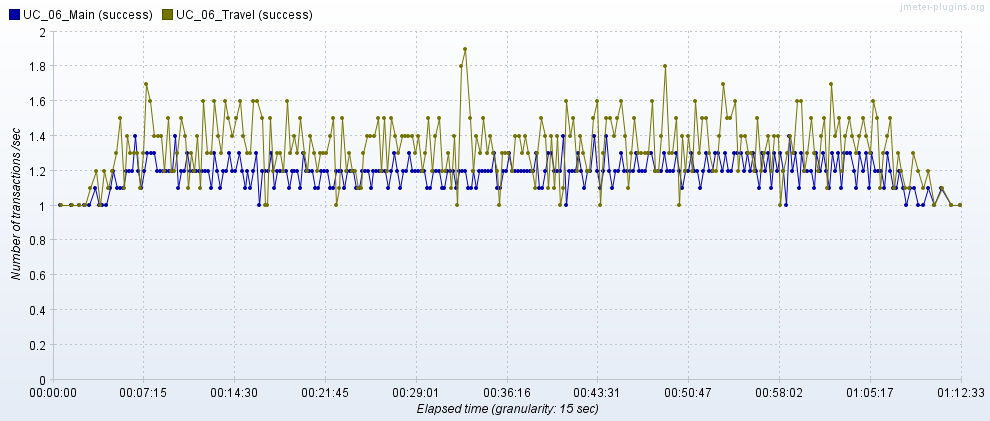 jmeter-plugins.org
UC_06_Main (success) UC_06_Travel (success)
Number of transactions/sec
2
1.8
1.6
1.4
1.2
1
0.8
0.6
0.4
0.2
0
00:00:00 00:07:15 00:14:30 00:21:45 00:29:01 00:36:16 00:43:31 00:50:47 00:58:02 01:05:17 01:12:33
Elapsed time (granularity: 15 sec)